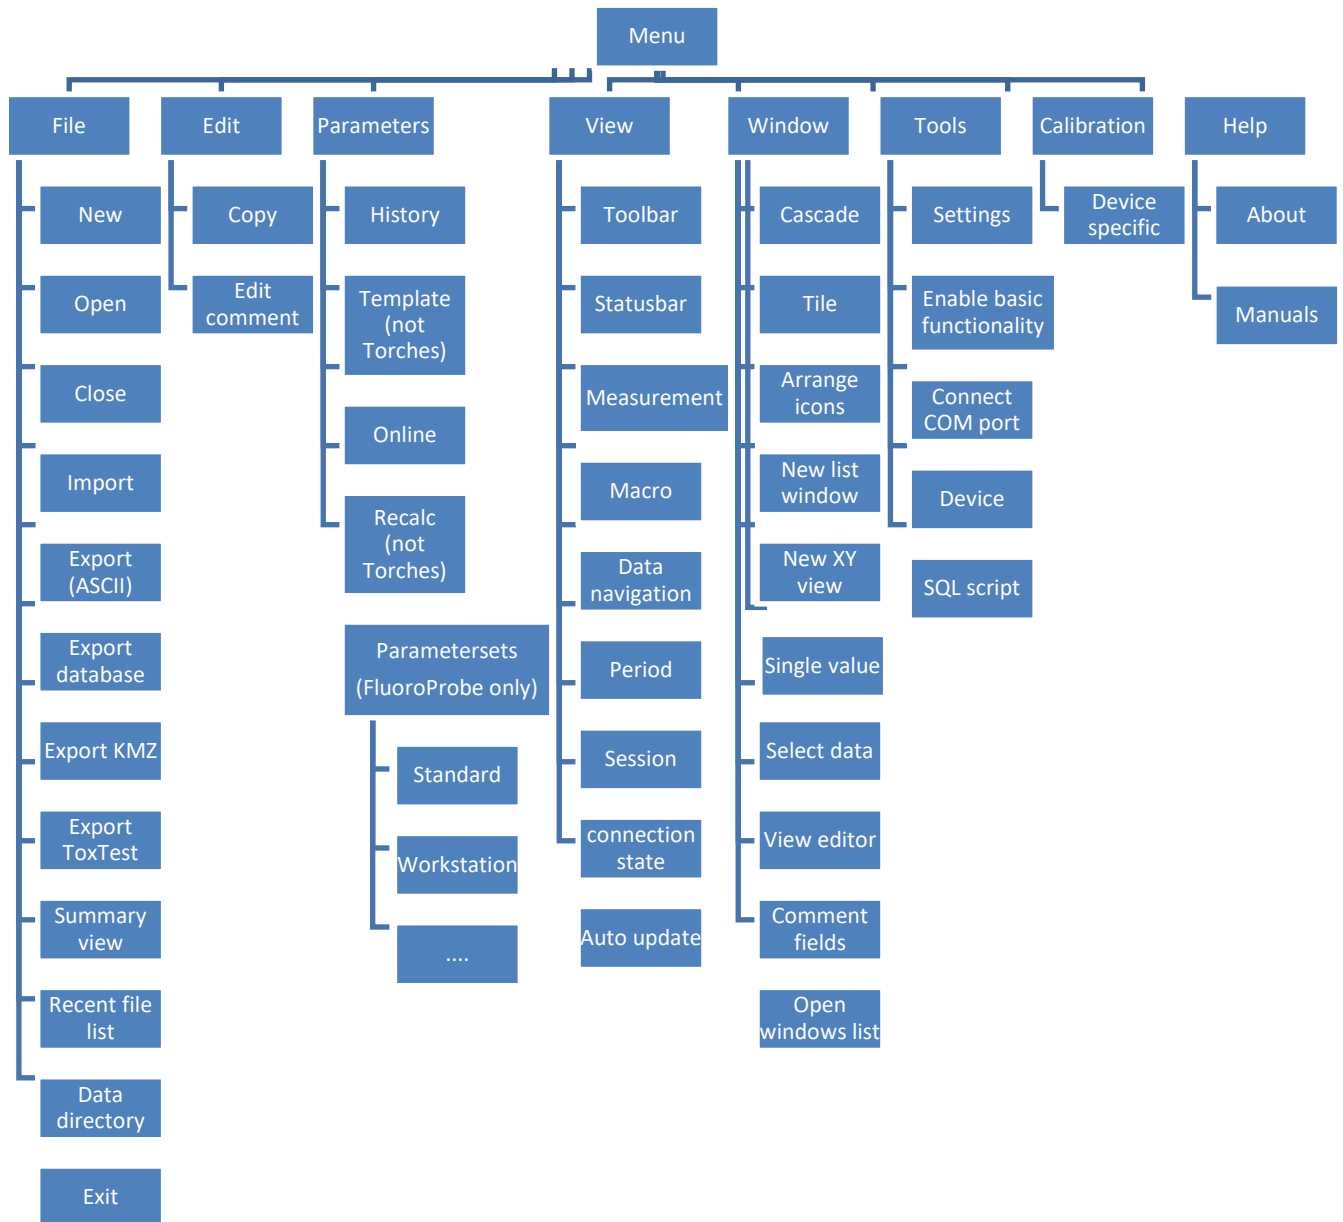 Menu
File
Edit
Parameters
View
Window
Tools
Calibration
Help
New
Open
Close
Import
Export
(ASCII)
Export
database
Export KMZ
Export
ToxTest
Summary
view
Recent file
list
Data
directory
Exit
Copy
Edit
comment
History
Template
(not
Torches)
Online
Recalc
(not
Torches)
Parametersets
(FluoroProbe only)
Standard
Workstation
....
Toolbar
Statusbar
Measurement
Macro
Data
navigation
Period
Session
connection
state
Auto update
Cascade
Tile
Arrange
icons
New list
window
New XY
view
Single value
Select data
View editor
Comment
fields
Open
windows list
Settings
Enable basic
functionality
Connect
COM port
Device
SQL script
Device
specific
About
Manuals